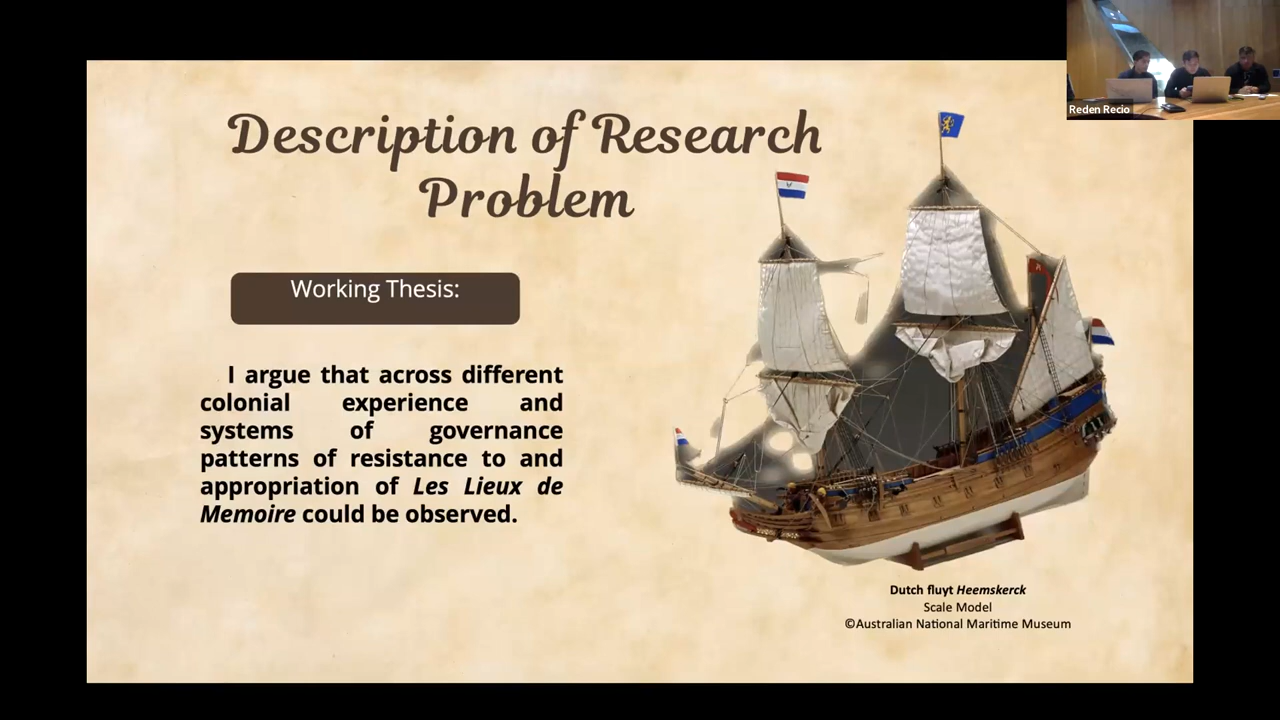 Reden Recio
Description of Research
Problem
Working Thesis:
I argue that across different
colonial experience and
systems of governance
patterns of resistance to and
appropriation of Les Lieux de
Memoire could be observed.
Dutch fluyt Heemskerck
Scale Model
©Australian National Maritime Museum